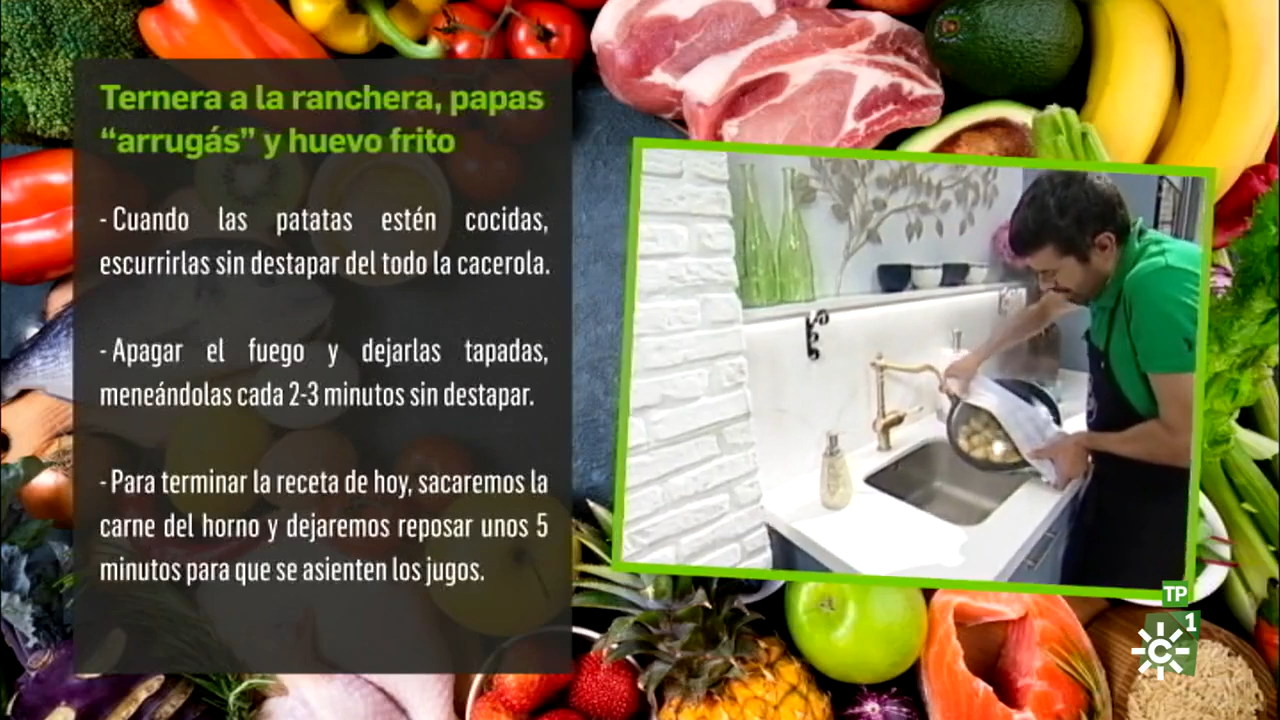 Ternera a la ranchera, papas
“arrugás” y huevo frito
- Cuando las patatas estén cocidas,
escurrirlas sin destapar del todo la cacerola.
- Apagar el fuego y dejarlas tapadas,
meneándolas cada 2-3 minutos sin destapar.
- Para terminar la receta de hoy, sacaremos la
carne del horno y dejaremos reposar unos 5
minutos para que se asienten los jugos.
TP
1
C